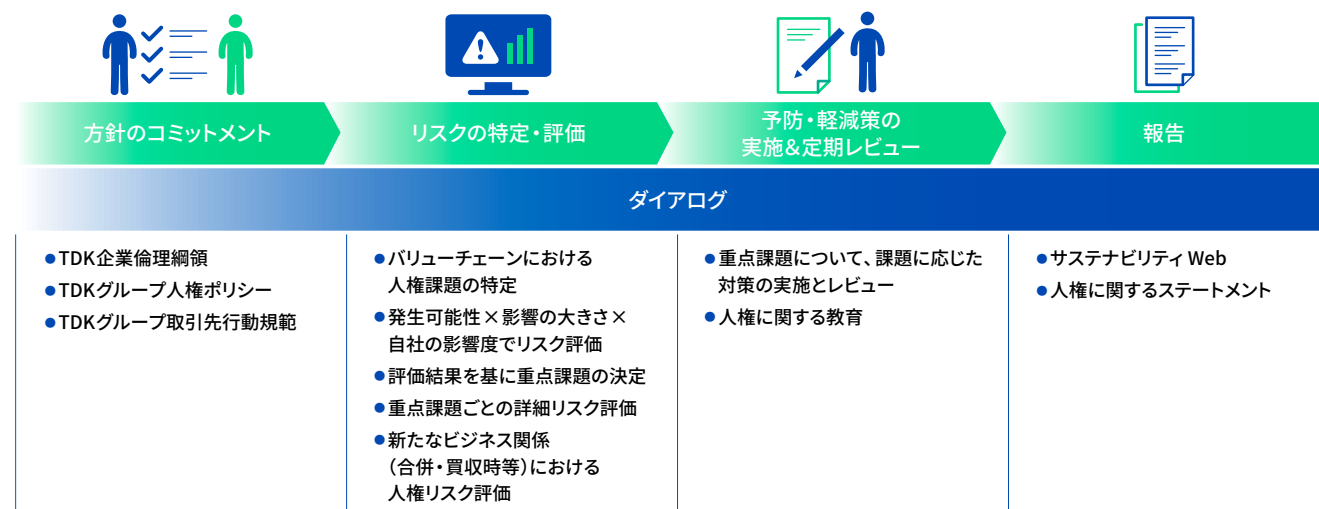 方針のコミットメント
リスクの特定・評価
予防・軽減策の
実施&定期レビュー
報告
ダイアログ
●TDK企業倫理綱領
●TDKグループ人権ポリシー
●TDKグループ取引先行動規範
●バリューチェーンにおける
人権課題の特定
●発生可能性×影響の大きさ×
自社の影響度でリスク評価
●評価結果を基に重点課題の決定
●重点課題ごとの詳細リスク評価
●新たなビジネス関係
（合併・買収時等）における
人権リスク評価
●重点課題について、課題に応じた
対策の実施とレビュー
●人権に関する教育
●サステナビリティ Web
●人権に関するステートメント